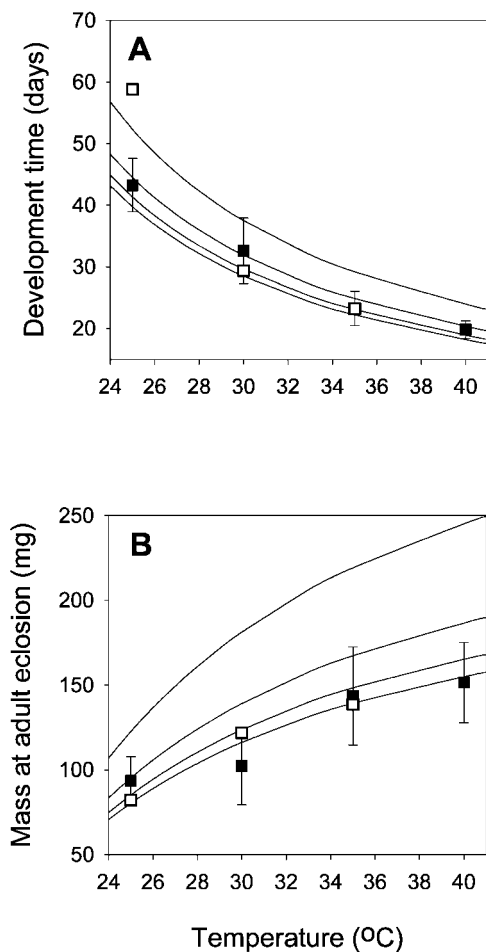 A
Development time (days)
70
60
50
40
30
20
24 26 28 30 32 34 36 38 40
B
Mass at adult eclosion (mg)
250
200
150
100
50
24 26 28 30 32 34 36 38 40
Temperature (ºC)